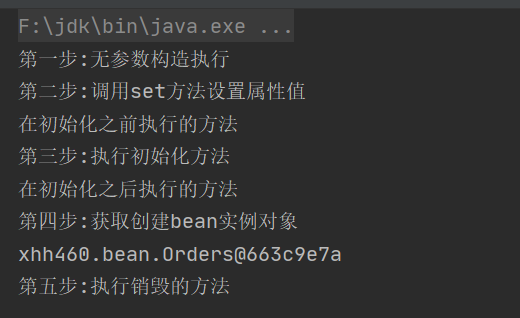 F:\jdk\bin\java.exe ...
第一步:无参数构造执行
第二步:调用set方法设置属性值
在初始化之前执行的方法
第三步:执行初始化方法
在初始化之后执行的方法
第四步:获取创建bean实例对象
xhh460.bean.Orders@663c9e7a
第五步:执行销毁的方法